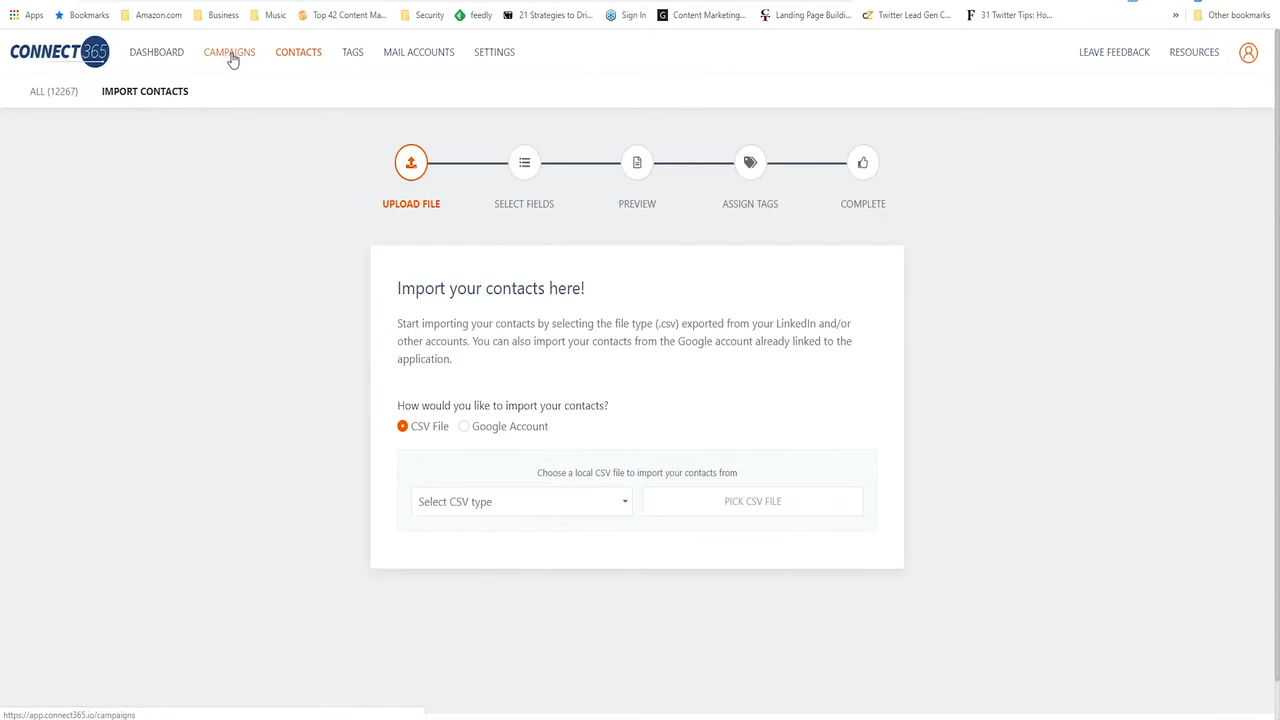 Apps Bookmarks Amazon.com Business Music Top 42 Content Ma... Security feedly 21 Strategies to Dri... Sign In Content Marketing... Landing Page Buildi... Twitter Lead Gen C... 31 Twitter Tips: Ho... » Other bookmarks
CONNECT365 DASHBOARD CAMPAIGNS CONTACTS TAGS MAIL ACCOUNTS SETTINGS LEAVE FEEDBACK RESOURCES
ALL (12267) IMPORT CONTACTS
UPLOAD FILE SELECT FIELDS PREVIEW ASSIGN TAGS COMPLETE
Import your contacts here!
Start importing your contacts by selecting the file type (.csv) exported from your LinkedIn and/or
other accounts. You can also import your contacts from the Google account already linked to the
application.
How would you like to import your contacts?
CSV File Google Account
Choose a local CSV file to import your contacts from
Select CSV type PICK CSV FILE
https://app.connect365.io/campaigns